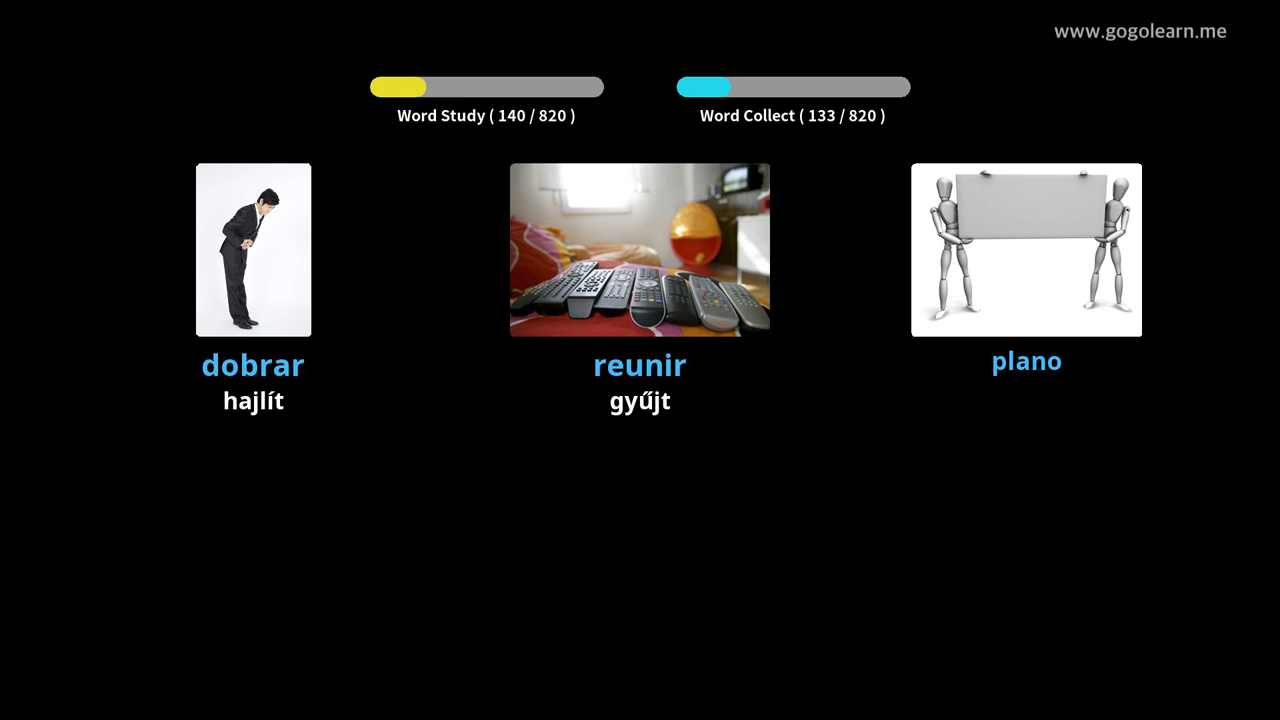 www.gogolearn.me
Word Study ( 140 / 820 )
Word Collect ( 133 / 820 )
dobrar
hajlít
reunir
gyűjt
plano